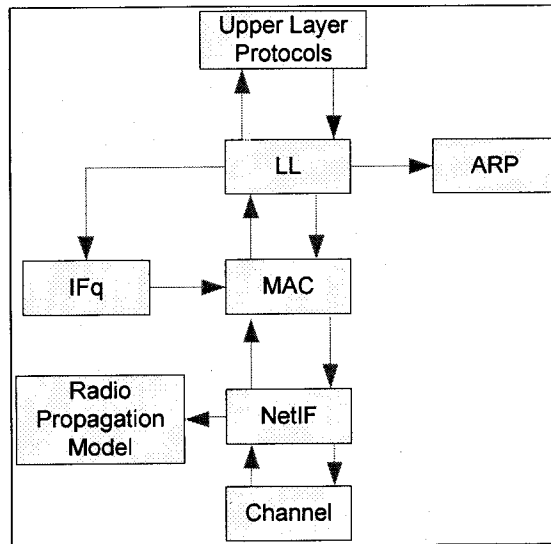 Upper Layer
Protocols
LL
ARP
IFq
MAC
Radio
Propagation
Model
NetIF
Channel